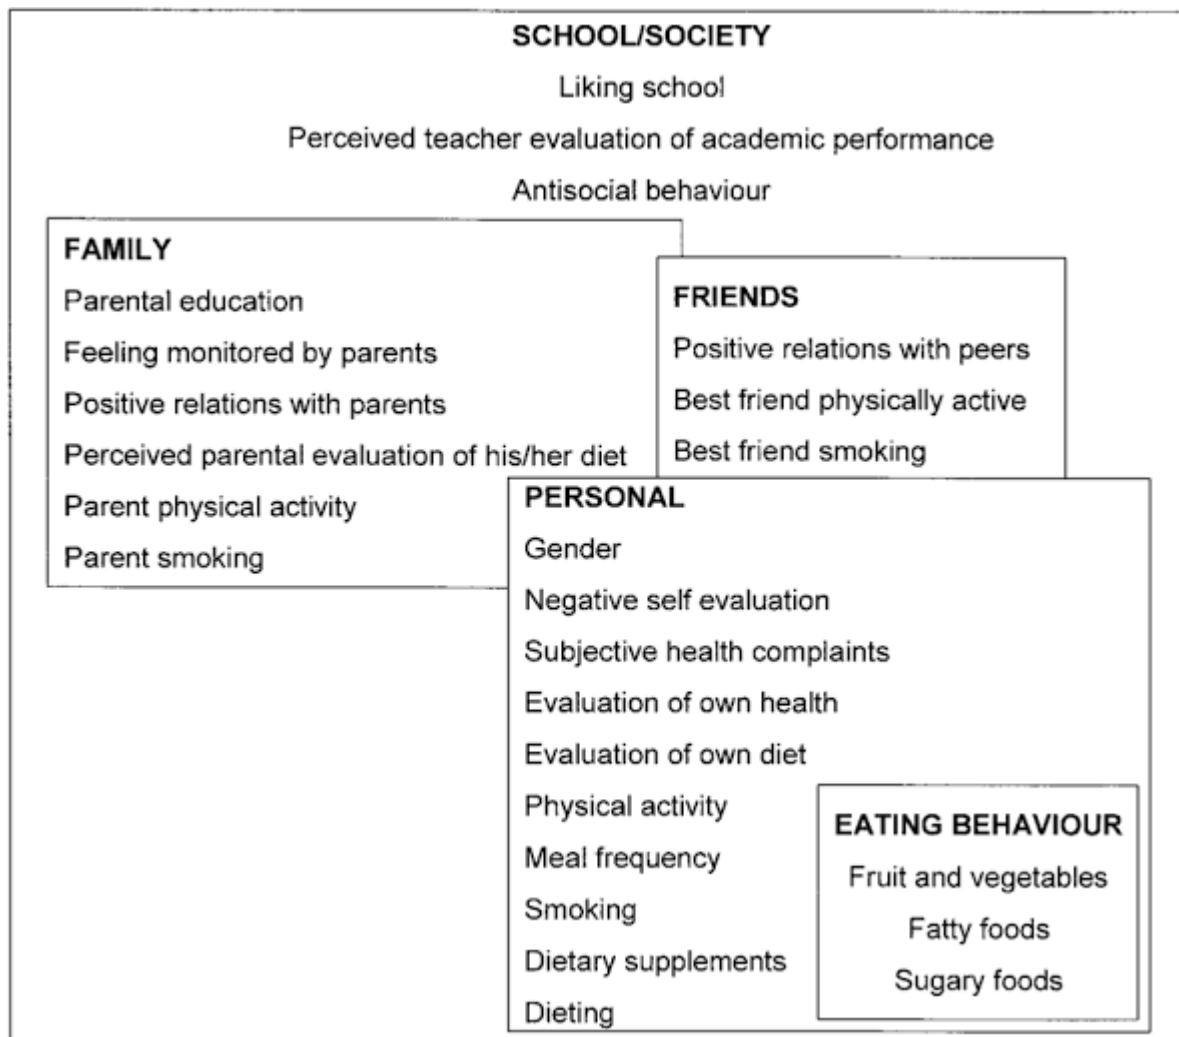 SCHOOL/SOCIETY
Liking school
Perceived teacher evaluation of academic performance
Antisocial behaviour
FAMILY
Parental education
Feeling monitored by parents
Positive relations with parents
Perceived parental evaluation of his/her diet
Parent physical activity
Parent smoking
FRIENDS
Positive relations with peers
Best friend physically active
Best friend smoking
PERSONAL
Gender
Negative self evaluation
Subjective health complaints
Evaluation of own health
Evaluation of own diet
Physical activity
Meal frequency
Smoking
Dietary supplements
Dieting
EATING BEHAVIOUR
Fruit and vegetables
Fatty foods
Sugary foods